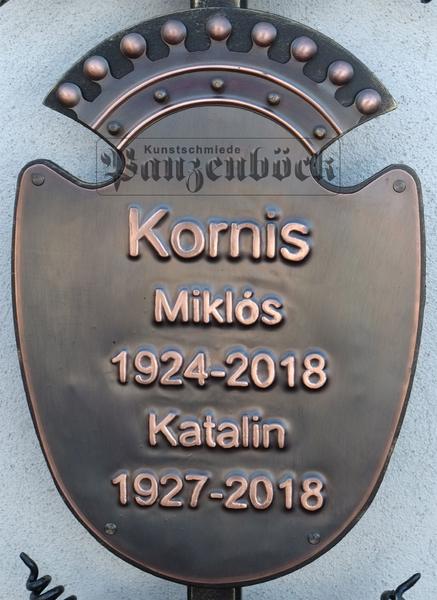 Kunstschmiede
Panzenböck
Kornis
Miklós
1924-2018
Katalin
1927-2018